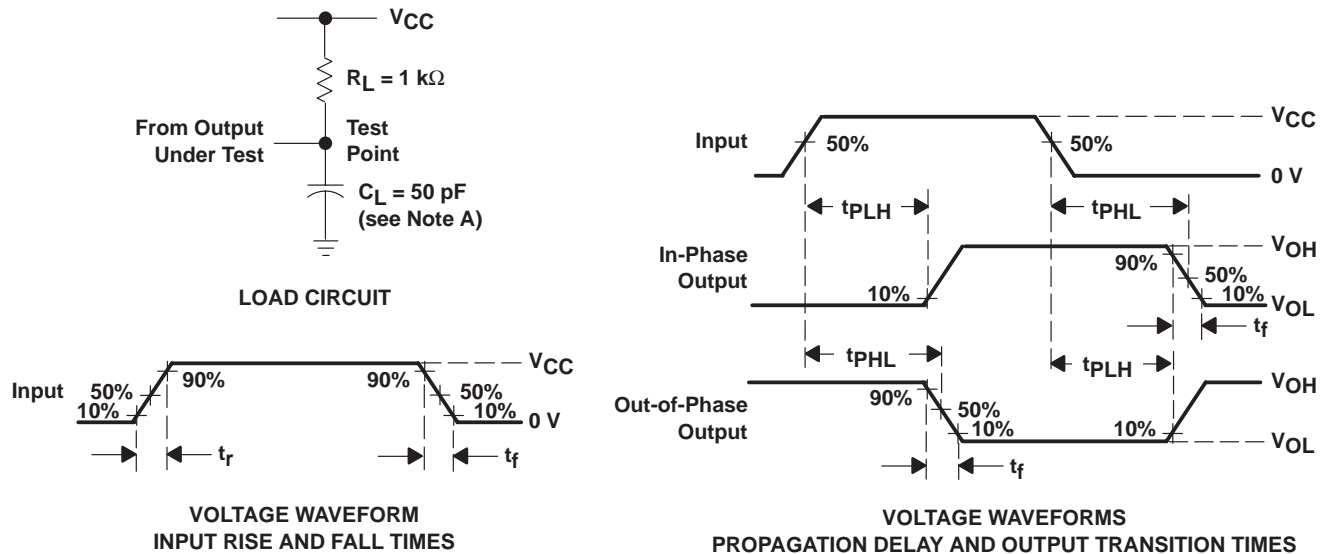 VCC
RL = 1 kΩ
From Output
Under Test
Test
Point
CL = 50 pF
(see Note A)
LOAD CIRCUIT
Input
50%
10%
90%
90%
50%
10%
VCC
0 V
tr
tf
VOLTAGE WAVEFORM
INPUT RISE AND FALL TIMES
Input
50%
50%
VCC
0 V
tPLH
tPHL
In-Phase
Output
10%
90%
50%
10%
VOH
VOL
tf
tPHL
tPLH
Out-of-Phase
Output
90%
50%
10%
10%
VOH
VOL
tf
VOLTAGE WAVEFORMS
PROPAGATION DELAY AND OUTPUT TRANSITION TIMES